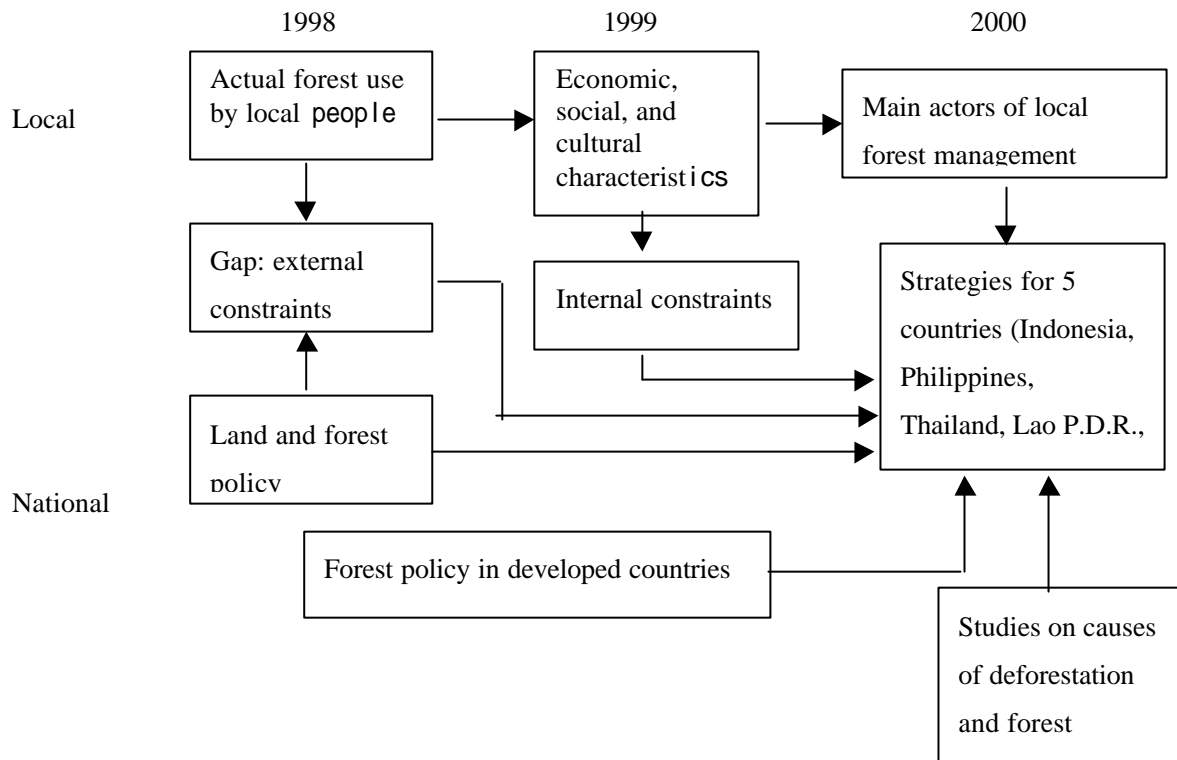 1998
1999
2000
Local
Actual forest use
by local people
Economic,
social, and
cultural
characteristics
Main actors of local
forest management
Gap: external
constraints
Internal constraints
Strategies for 5
countries (Indonesia,
Philippines,
Thailand, Lao P.D.R.,
Land and forest
policy
National
Forest policy in developed countries
Studies on causes
of deforestation
and forest